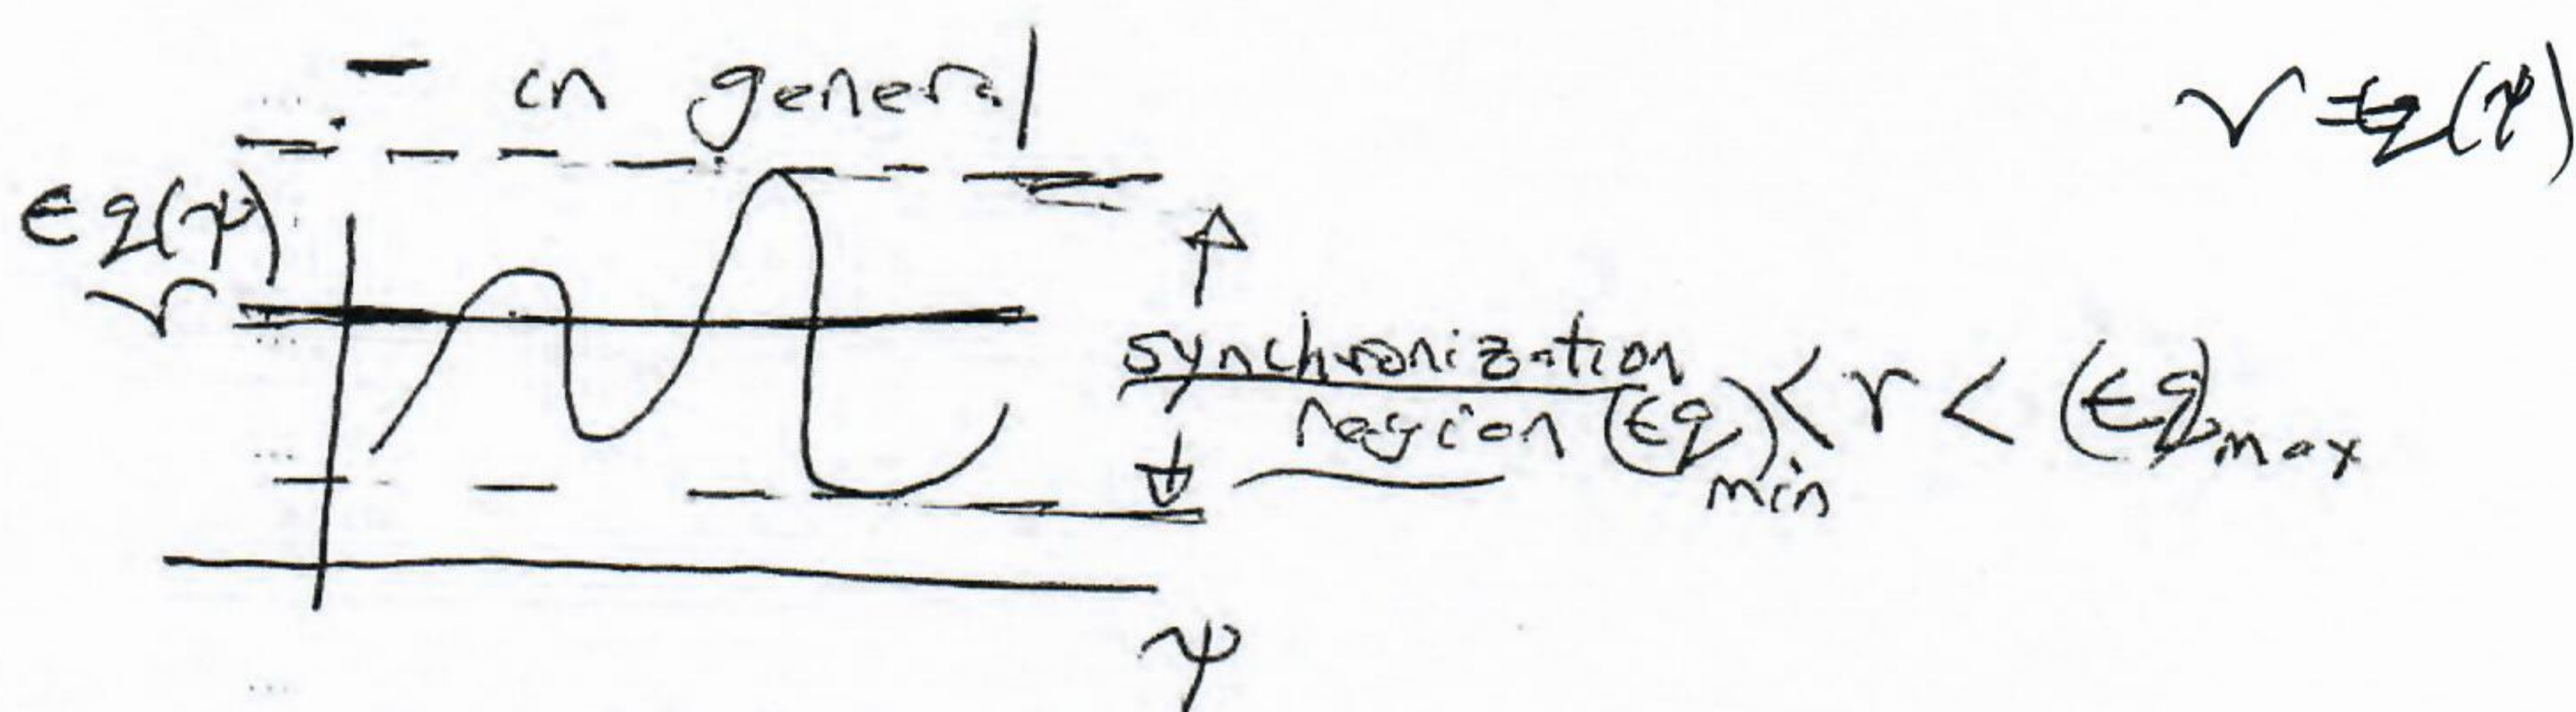 - in general
ν = εq(ψ)
εq(ψ)
ν
synchronization
region (εq)min < ν < (εq)max
ψ